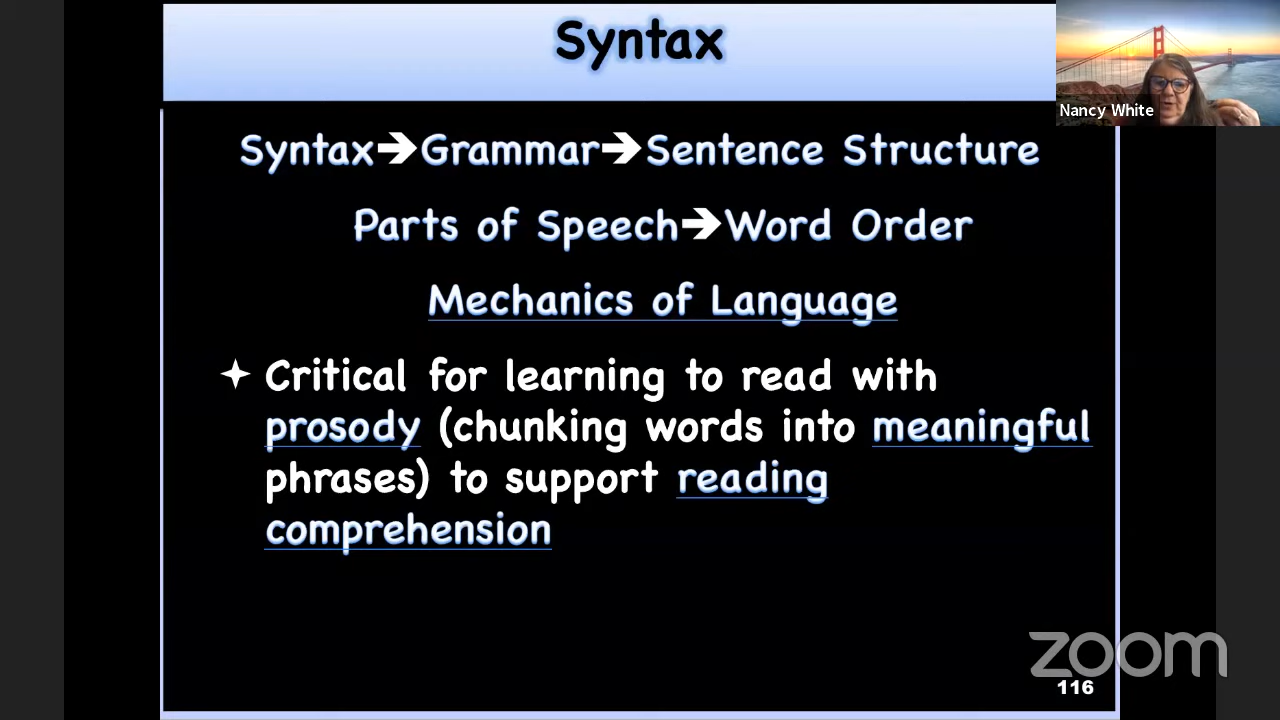 Syntax
Nancy White
Syntax➔Grammar➔Sentence Structure
Parts of Speech➔Word Order
Mechanics of Language
✦ Critical for learning to read with
prosody (chunking words into meaningful
phrases) to support reading
comprehension
zoom
116